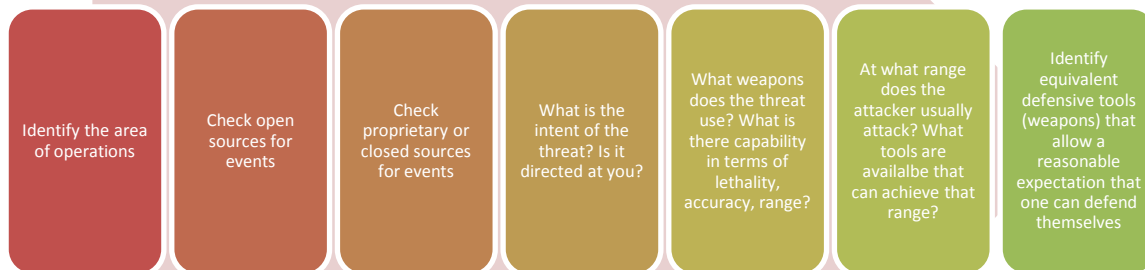 Identify the area
of operations
Check open
sources for
events
Check
proprietary or
closed sources
for events
What is the
intent of the
threat? Is it
directed at you?
What weapons
does the threat
use? What is
there capability
in terms of
lethality,
accuracy, range?
At what range
does the
attacker usually
attack? What
tools are
availalbe that
can achieve that
range?
Identify
equivalent
defensive tools
(weapons) that
allow a
reasonable
expectation that
one can defend
themselves